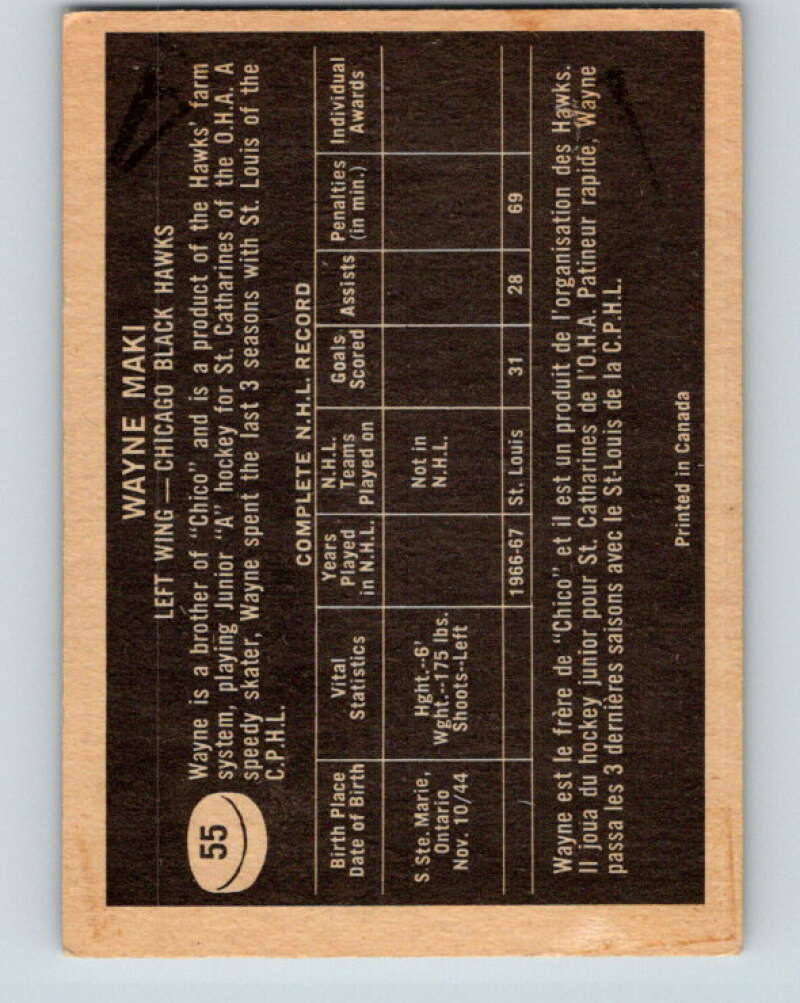 WAYNE MAKI
LEFT WING — CHICAGO BLACK HAWKS
55
Wayne is a brother of "Chico" and is a product of the Hawks' farm
system, playing Junior "A" hockey for St. Catharines of the O.H.A. A
speedy skater, Wayne spent the last 3 seasons with St. Louis of the
C.P.H.L.
COMPLETE N.H.L. RECORD
Birth Place
Date of Birth
Vital
Statistics
Years
Played
in N.H.L.
N.H.L.
Teams
Played on
Goals
Scored
Assists
Penalties
(in min.)
Individual
Awards
S. Ste. Marie,
Ontario
Nov. 10/44
Hght.--6'
Wght.--175 lbs.
Shoots--Left
Not in
N.H.L.
1966-67 St. Louis 31 28 69
Wayne est le frère de "Chico" et il est un produit de l'organisation des Hawks.
Il joua du hockey junior pour St. Catharines de l'O.H.A. Patineur rapide, Wayne
passa les 3 dernières saisons avec le St-Louis de la C.P.H.L.
Printed in Canada